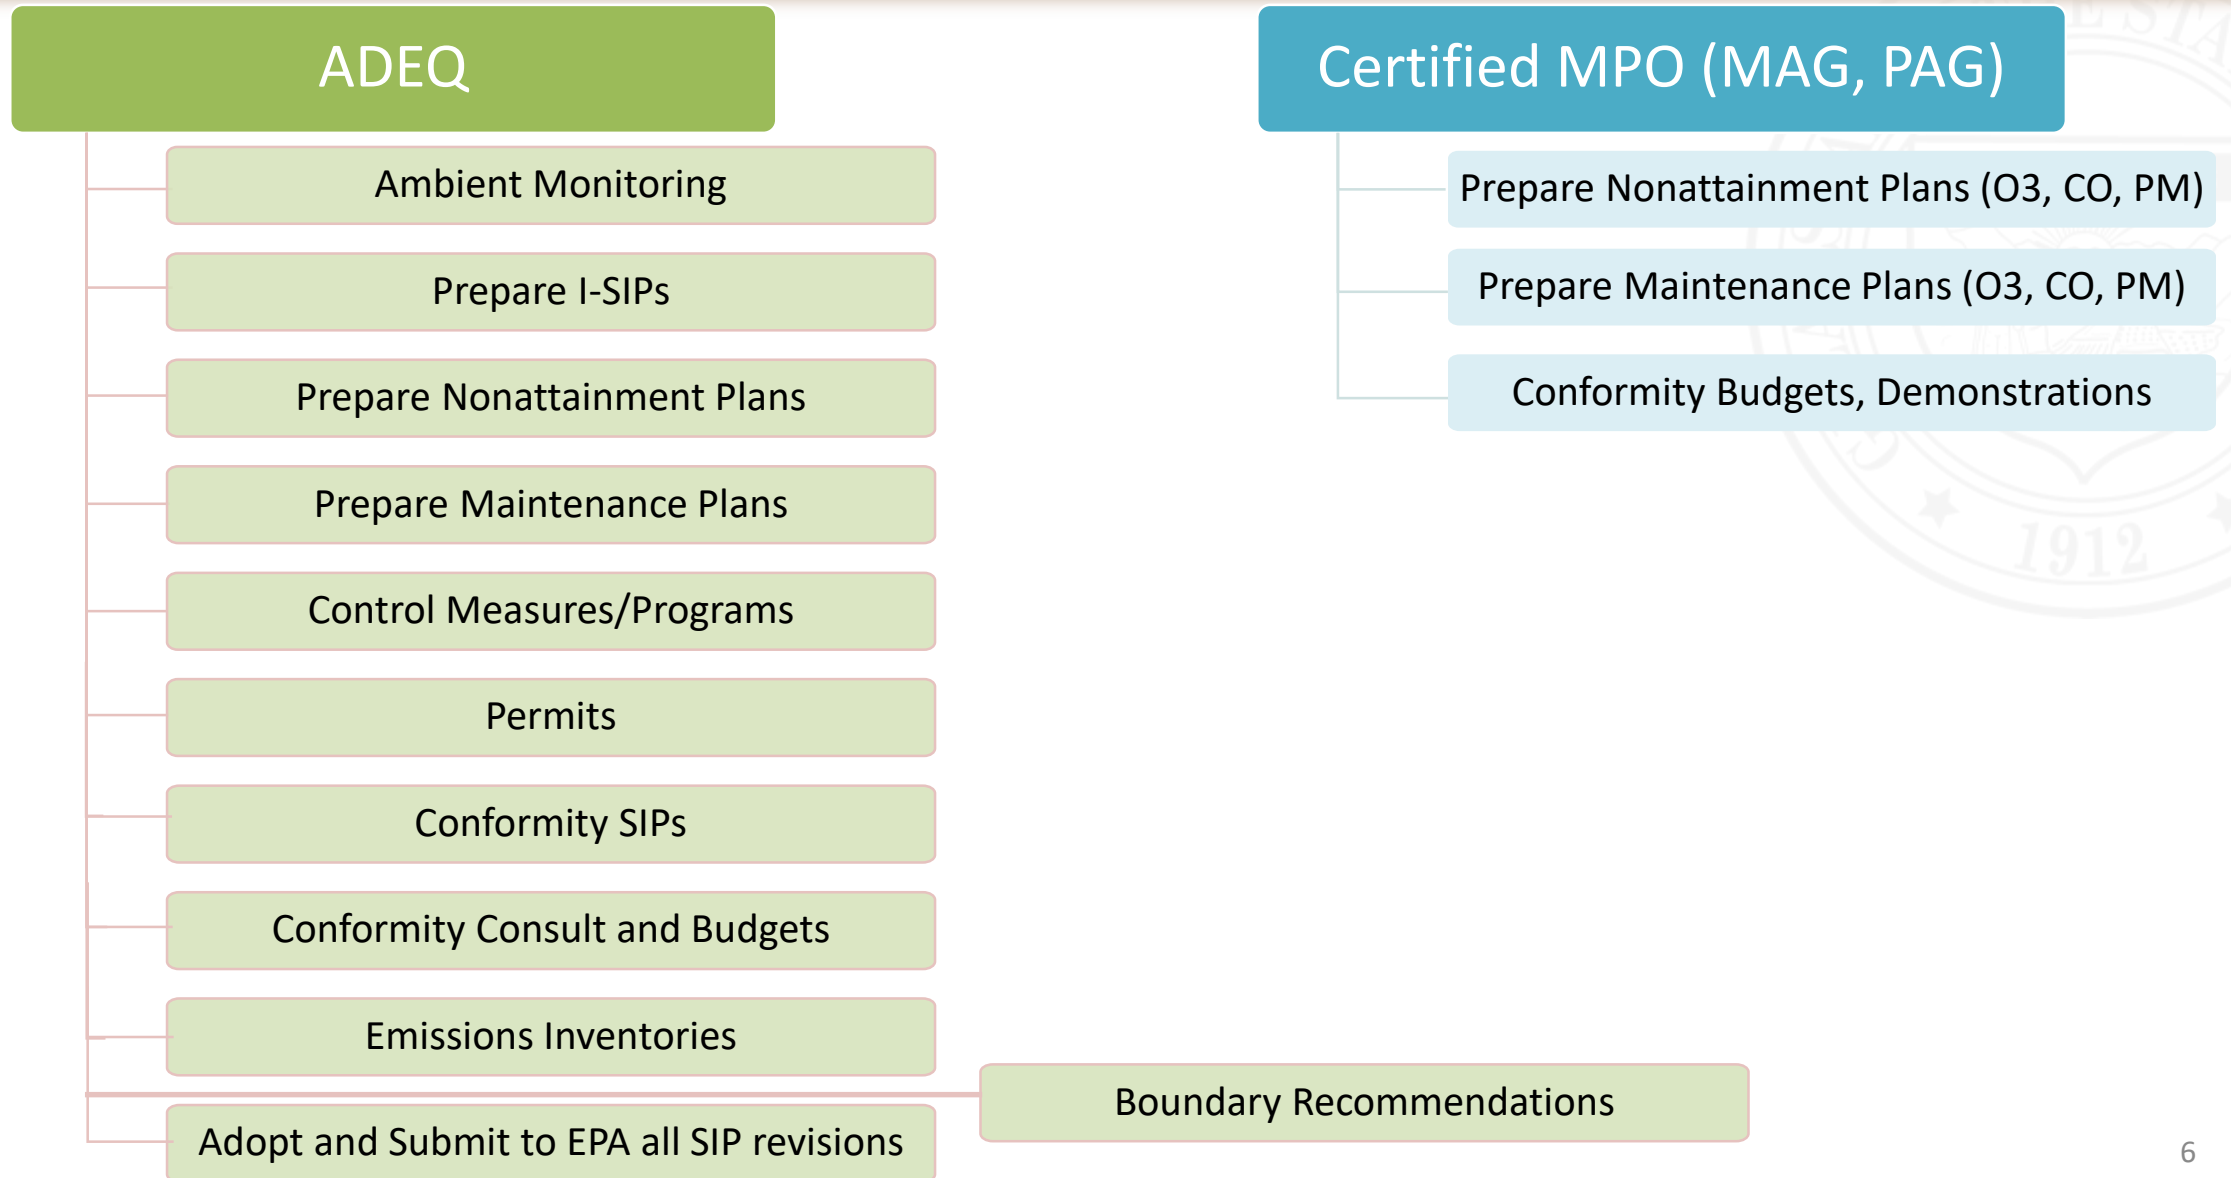 ADEQ
Ambient Monitoring
Prepare I-SIPs
Prepare Nonattainment Plans
Prepare Maintenance Plans
Control Measures/Programs
Permits
Conformity SIPs
Conformity Consult and Budgets
Emissions Inventories
Boundary Recommendations
Adopt and Submit to EPA all SIP revisions
Certified MPO (MAG, PAG)
Prepare Nonattainment Plans (O3, CO, PM)
Prepare Maintenance Plans (O3, CO, PM)
Conformity Budgets, Demonstrations
1912
6